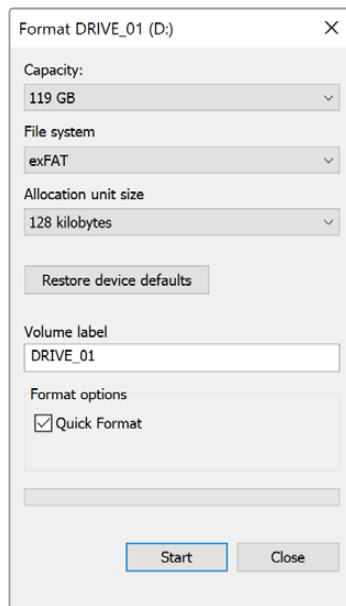 Format DRIVE_01 (D:)
Capacity:
119 GB
File system
exFAT
Allocation unit size
128 kilobytes
Restore device defaults
Volume label
DRIVE_01
Format options
Quick Format
Start Close